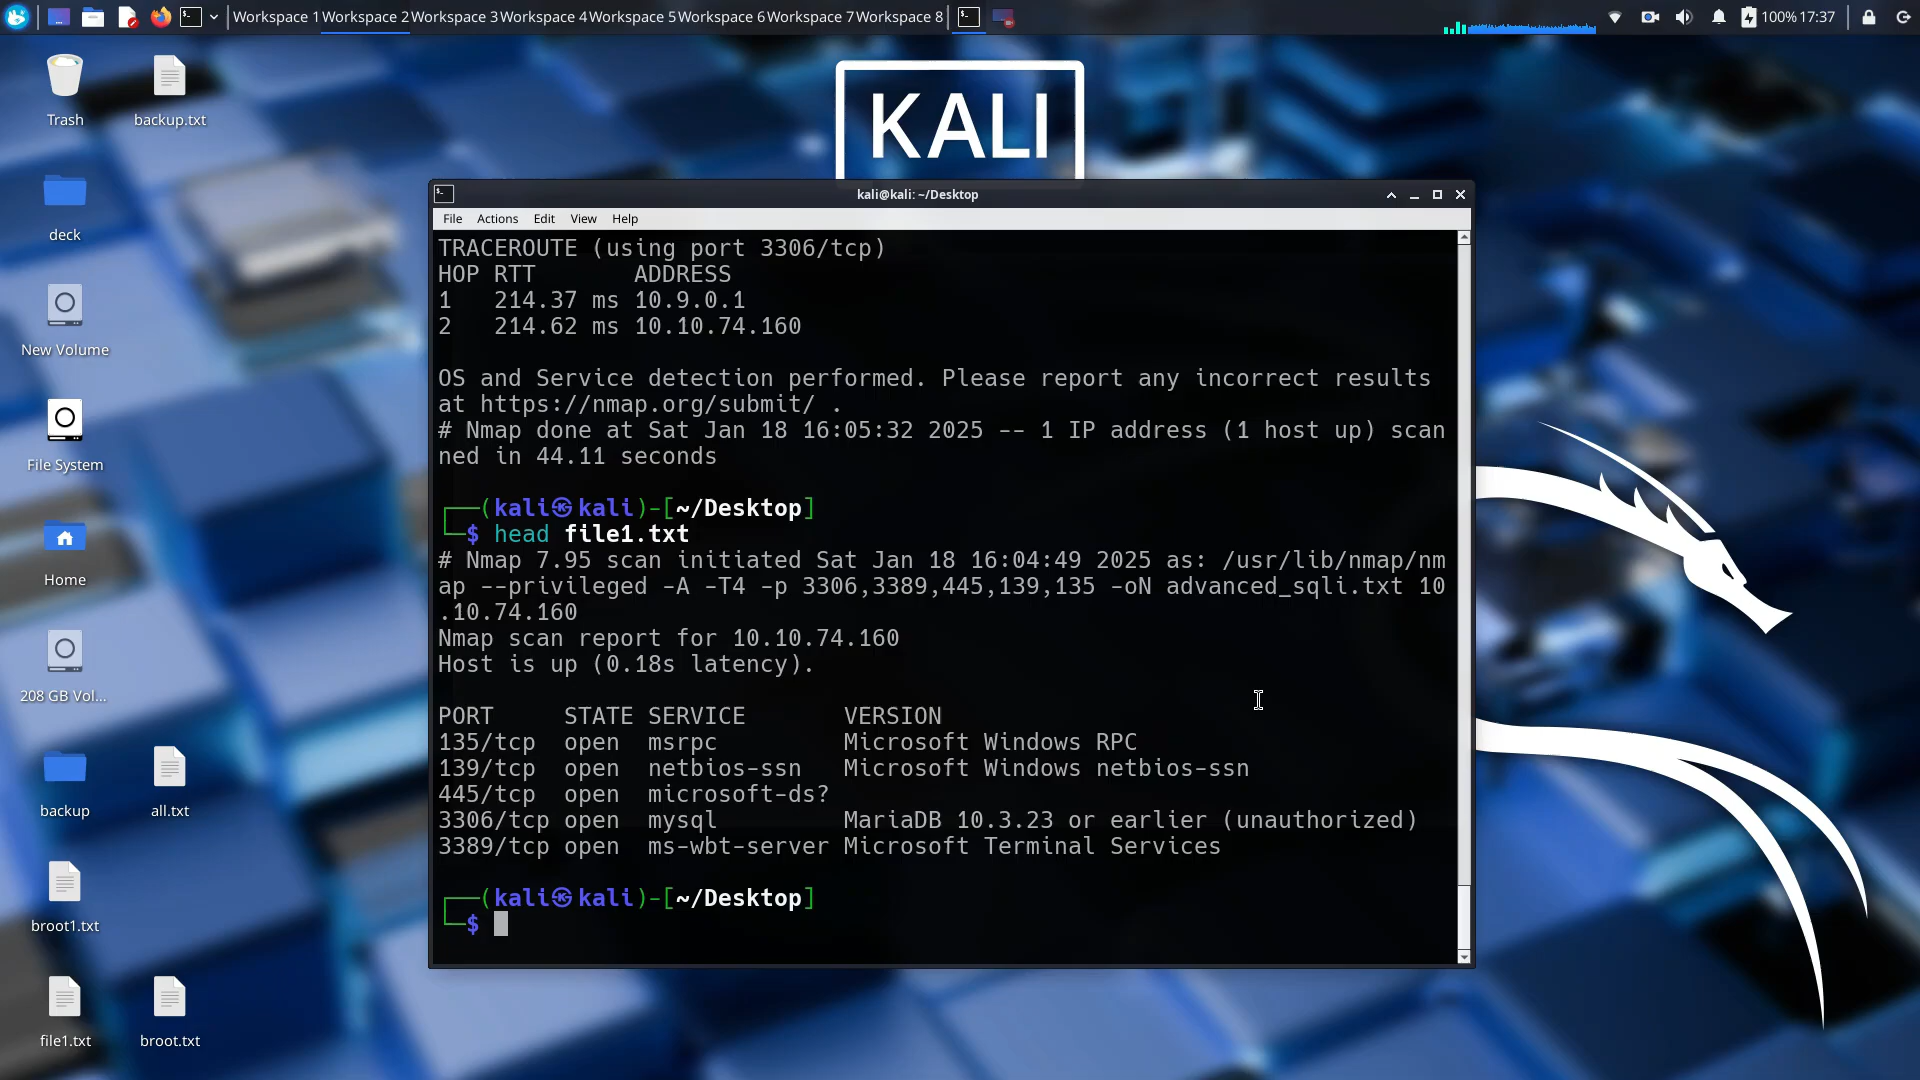 Workspace 1 Workspace 2 Workspace 3 Workspace 4 Workspace 5 Workspace 6 Workspace 7 Workspace 8
100% 17:37
Trash
backup.txt
deck
New Volume
File System
Home
208 GB Vol...
backup
all.txt
broot1.txt
file1.txt
broot.txt
KALI
kali@kali: ~/Desktop
File Actions Edit View Help
TRACEROUTE (using port 3306/tcp)
HOP RTT       ADDRESS
1   214.37 ms 10.9.0.1
2   214.62 ms 10.10.74.160
OS and Service detection performed. Please report any incorrect results
at https://nmap.org/submit/ .
# Nmap done at Sat Jan 18 16:05:32 2025 -- 1 IP address (1 host up) scan
ned in 44.11 seconds
┌──(kali㉿kali)-[~/Desktop]
└─$ head file1.txt
# Nmap 7.95 scan initiated Sat Jan 18 16:04:49 2025 as: /usr/lib/nmap/nm
ap --privileged -A -T4 -p 3306,3389,445,139,135 -oN advanced_sqli.txt 10
.10.74.160
Nmap scan report for 10.10.74.160
Host is up (0.18s latency).
PORT     STATE SERVICE       VERSION
135/tcp  open  msrpc         Microsoft Windows RPC
139/tcp  open  netbios-ssn   Microsoft Windows netbios-ssn
445/tcp  open  microsoft-ds?
3306/tcp open  mysql         MariaDB 10.3.23 or earlier (unauthorized)
3389/tcp open  ms-wbt-server Microsoft Terminal Services
┌──(kali㉿kali)-[~/Desktop]
└─$